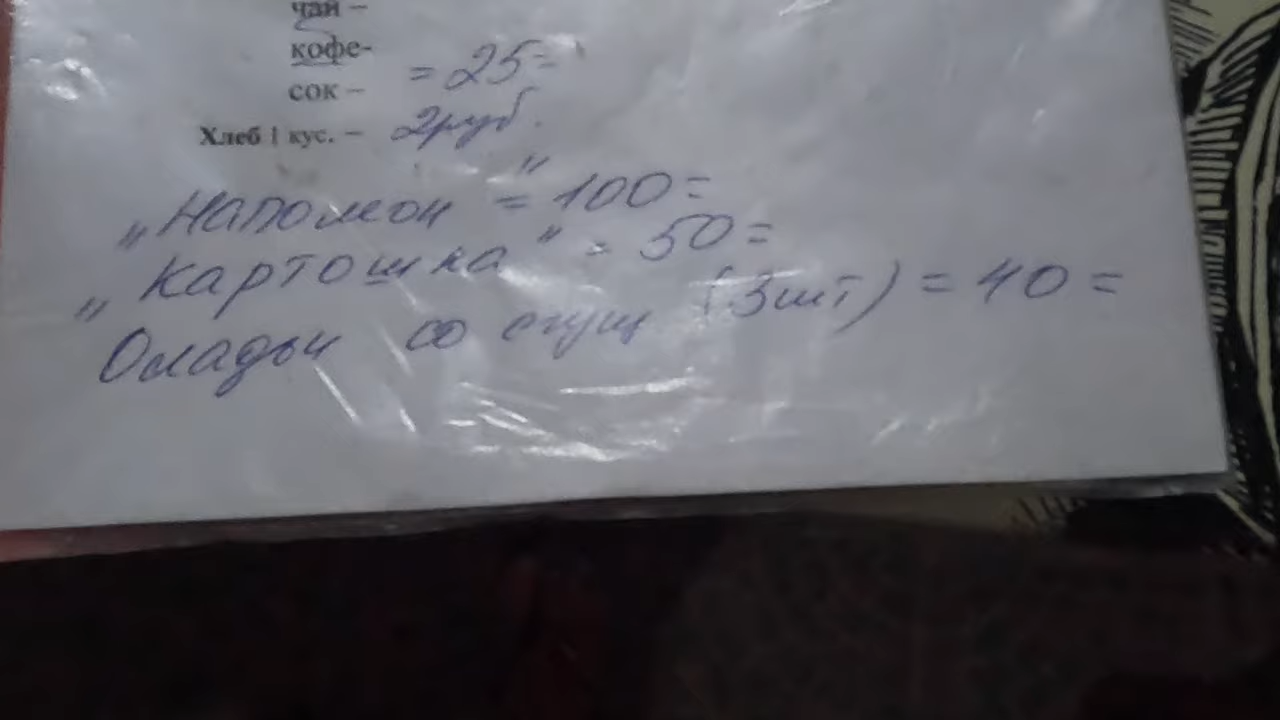 чай –
кофе-
= 25=
сок –
Хлеб 1 кус. – 2руб.
„Наполеон" = 100=
„Картошка" = 50=
Оладьи со сгущ (3шт) = 40=